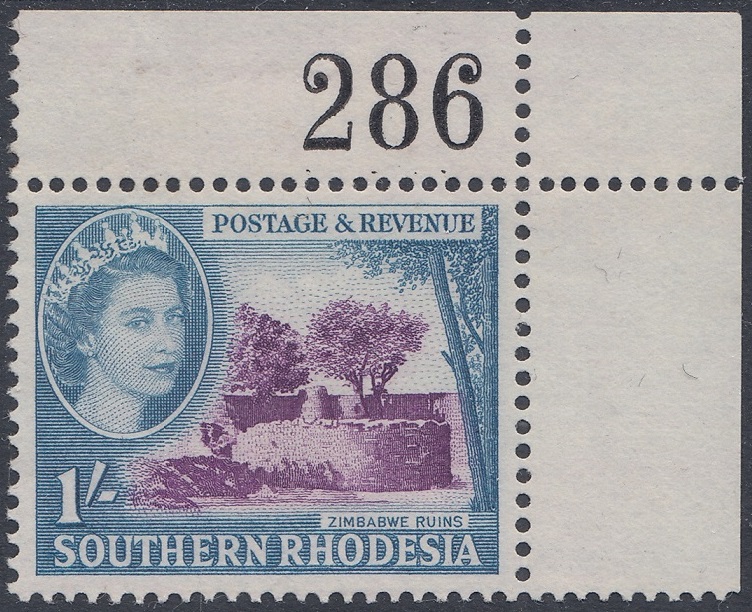 286
POSTAGE & REVENUE
1/-
ZIMBABWE RUINS
SOUTHERN RHODESIA